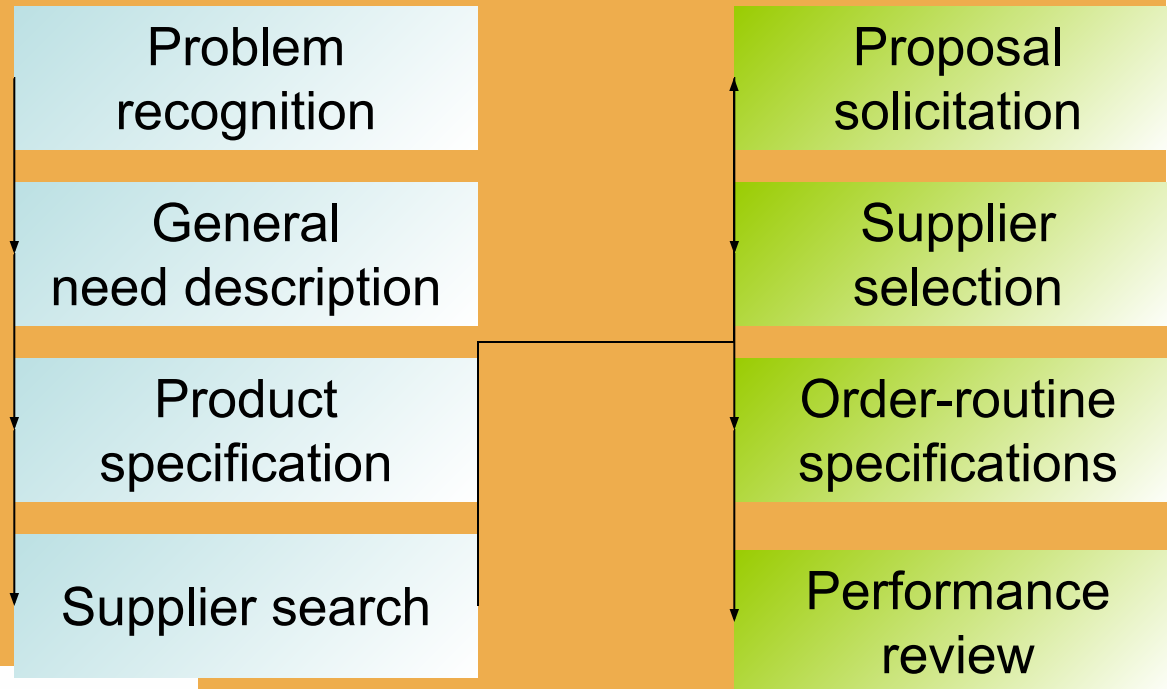 Problem
recognition
General
need description
Product
specification
Supplier search
Proposal
solicitation
Supplier
selection
Order-routine
specifications
Performance
review